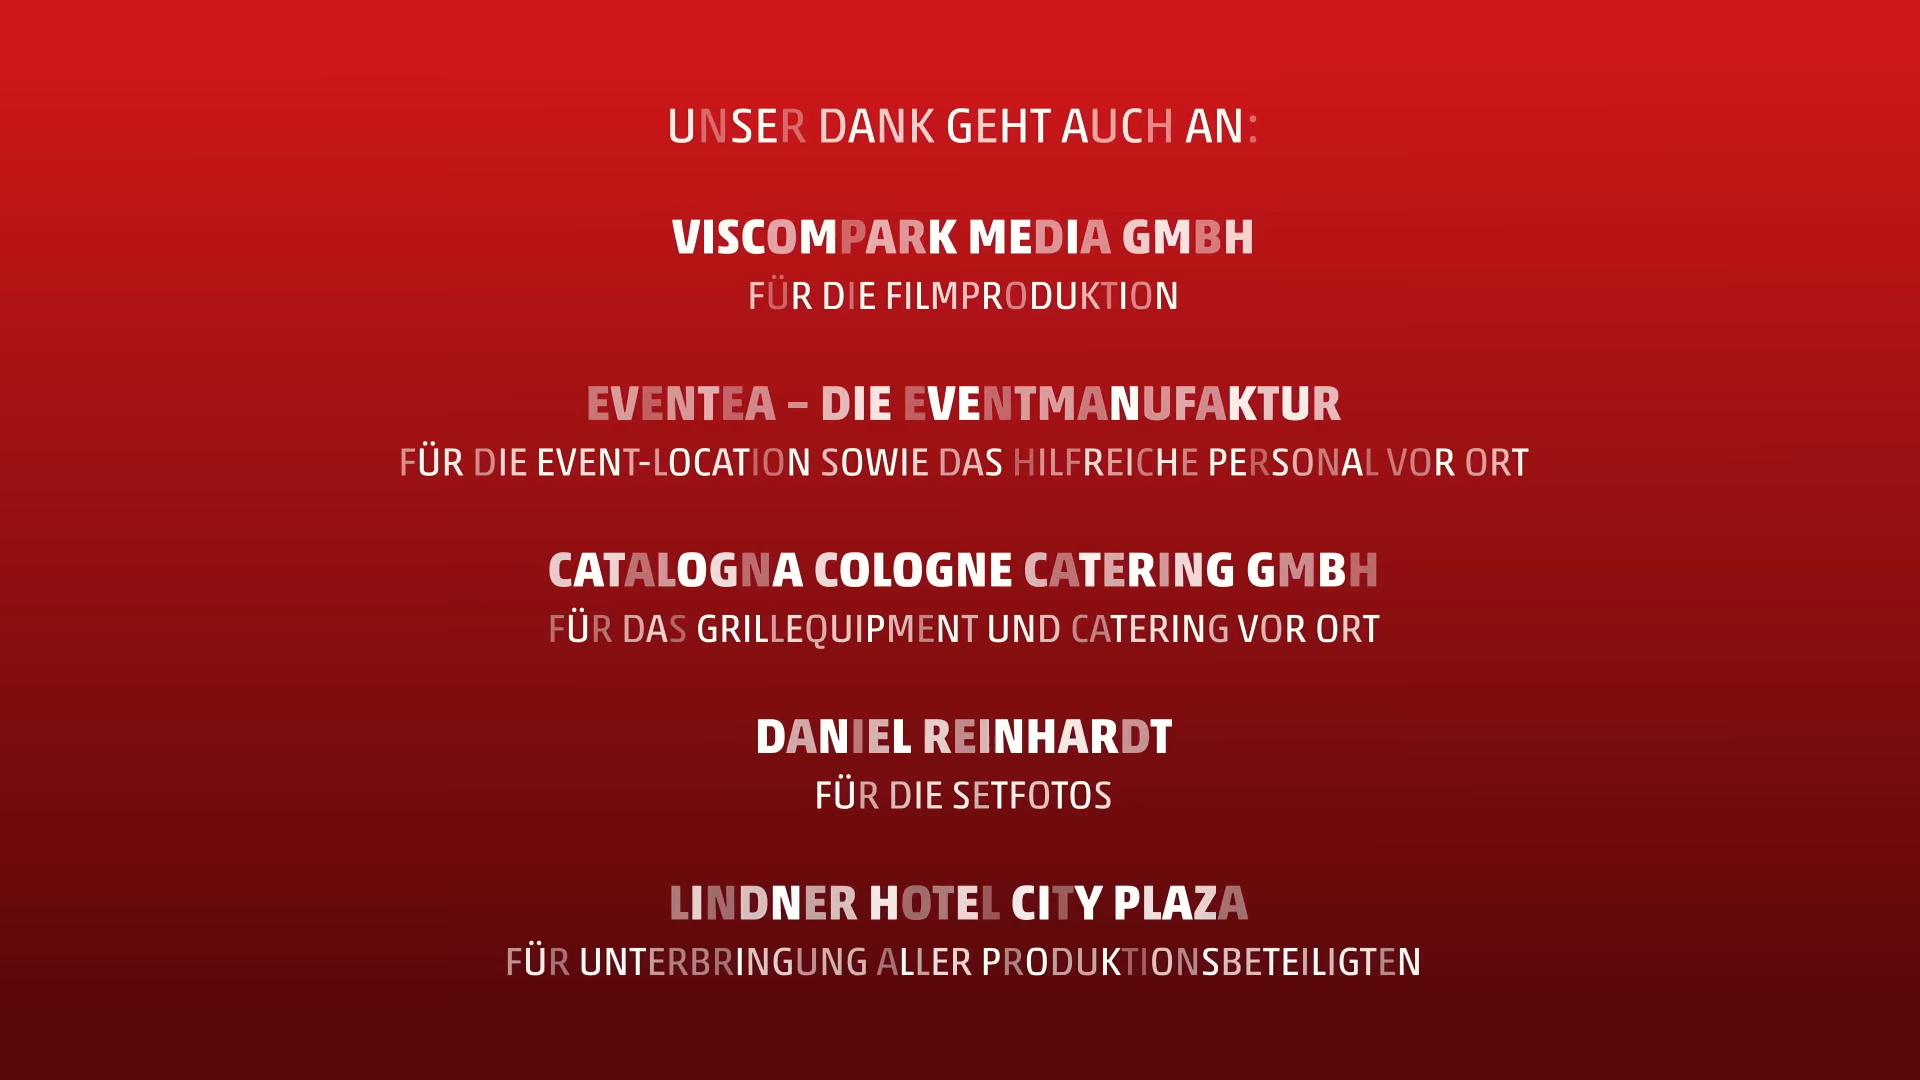 UNSER DANK GEHT AUCH AN:
VISCOMPARK MEDIA GMBH
FÜR DIE FILMPRODUKTION
EVENTEA – DIE EVENTMANUFAKTUR
FÜR DIE EVENT-LOCATION SOWIE DAS HILFREICHE PERSONAL VOR ORT
CATALOGNA COLOGNE CATERING GMBH
FÜR DAS GRILLEQUIPMENT UND CATERING VOR ORT
DANIEL REINHARDT
FÜR DIE SETFOTOS
LINDNER HOTEL CITY PLAZA
FÜR UNTERBRINGUNG ALLER PRODUKTIONSBETEILIGTEN